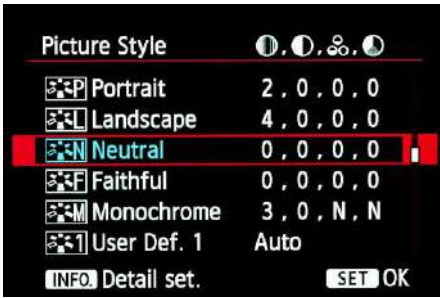 Picture Style
P Portrait 2 , 0 , 0 , 0
L Landscape 4 , 0 , 0 , 0
N Neutral 0 , 0 , 0 , 0
F Faithful 0 , 0 , 0 , 0
M Monochrome 3 , 0 , N , N
1 User Def. 1 Auto
INFO. Detail set. SET OK